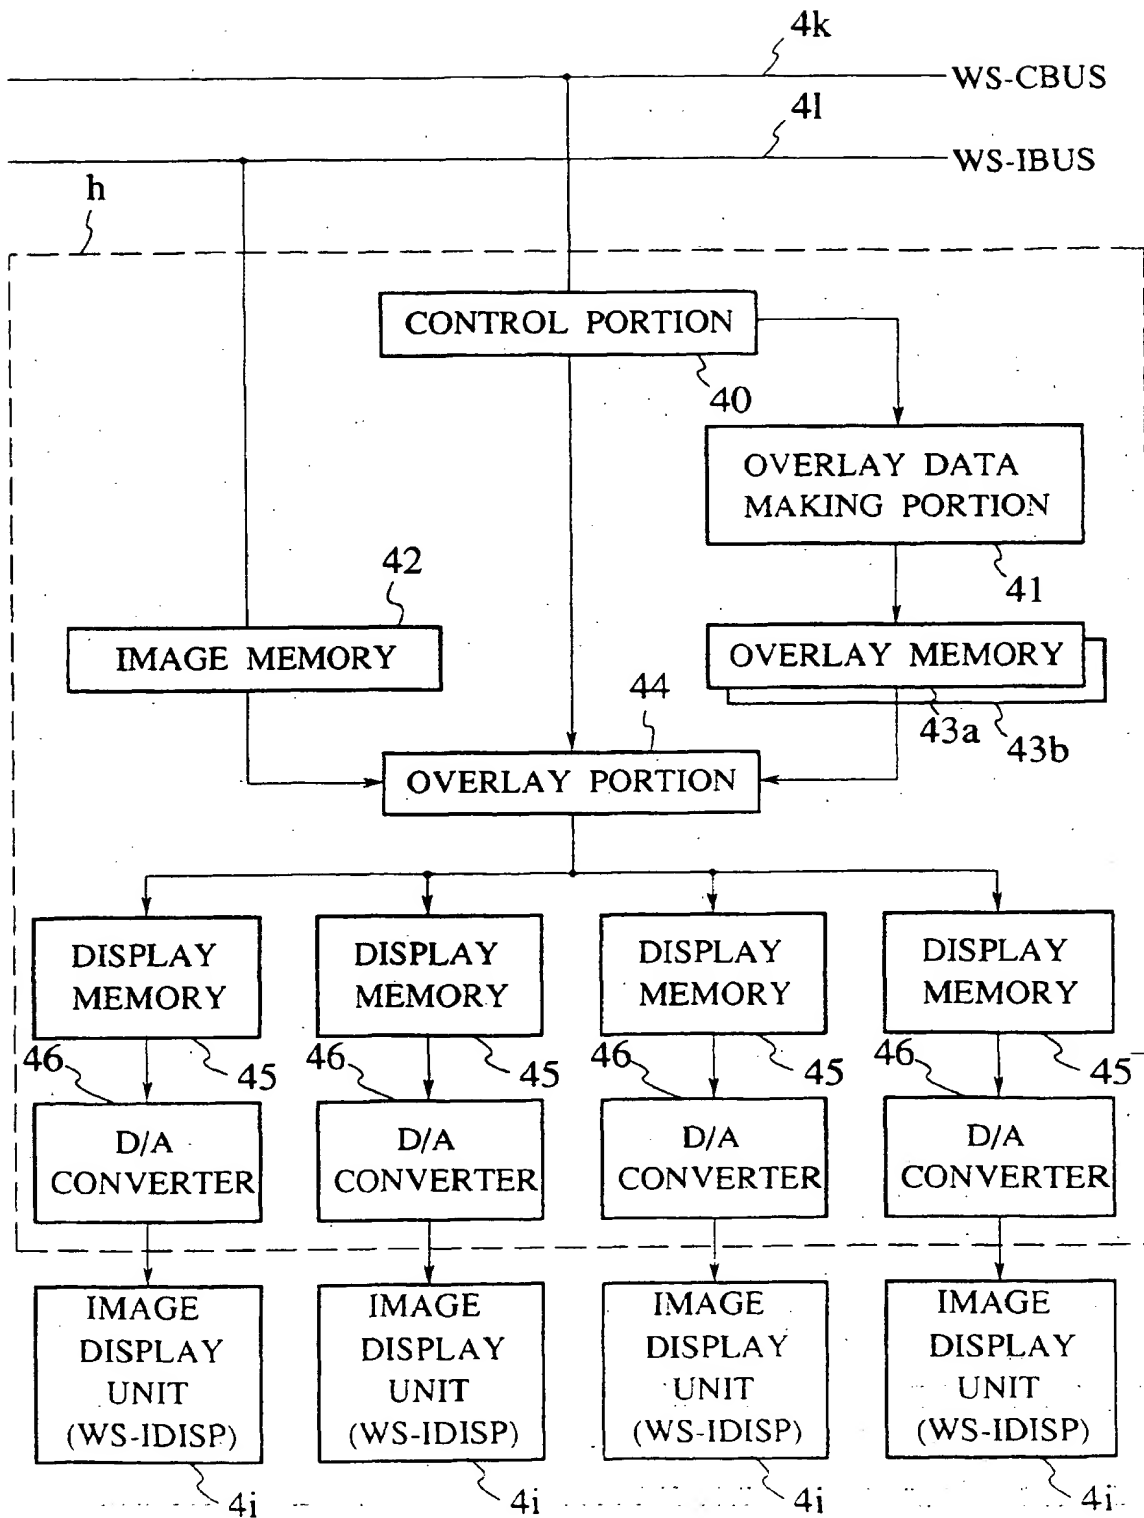 4k
WS-CBUS
4l
WS-IBUS
h
CONTROL PORTION
40
OVERLAY DATA
MAKING PORTION
41
42
IMAGE MEMORY
OVERLAY MEMORY
43a
43b
44
OVERLAY PORTION
DISPLAY
MEMORY
DISPLAY
MEMORY
DISPLAY
MEMORY
DISPLAY
MEMORY
46
45
46
45
46
45
46
45
D/A
CONVERTER
D/A
CONVERTER
D/A
CONVERTER
D/A
CONVERTER
IMAGE
DISPLAY
UNIT
(WS-IDISP)
IMAGE
DISPLAY
UNIT
(WS-IDISP)
IMAGE
DISPLAY
UNIT
(WS-IDISP)
IMAGE
DISPLAY
UNIT
(WS-IDISP)
4i
4i
4i
4i